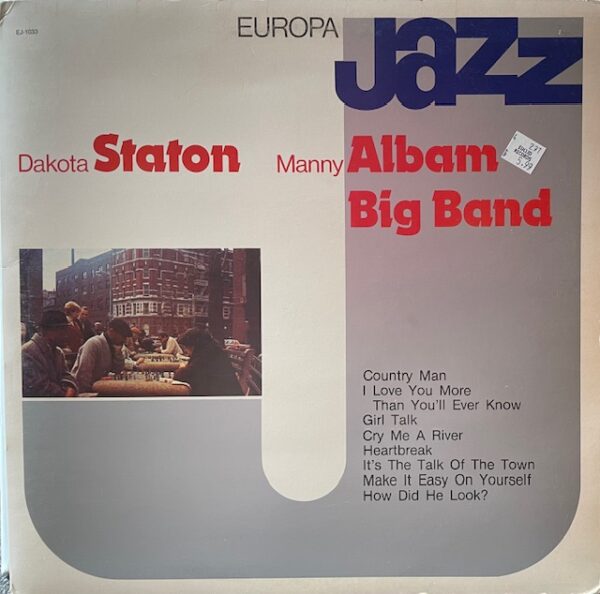 EJ-1033
EUROPA
Jazz
Dakota Staton
Manny Albam
Big Band
Country Man
I Love You More
Than You'll Ever Know
Girl Talk
Cry Me A River
Heartbreak
It's The Talk Of The Town
Make It Easy On Yourself
How Did He Look?
5.99